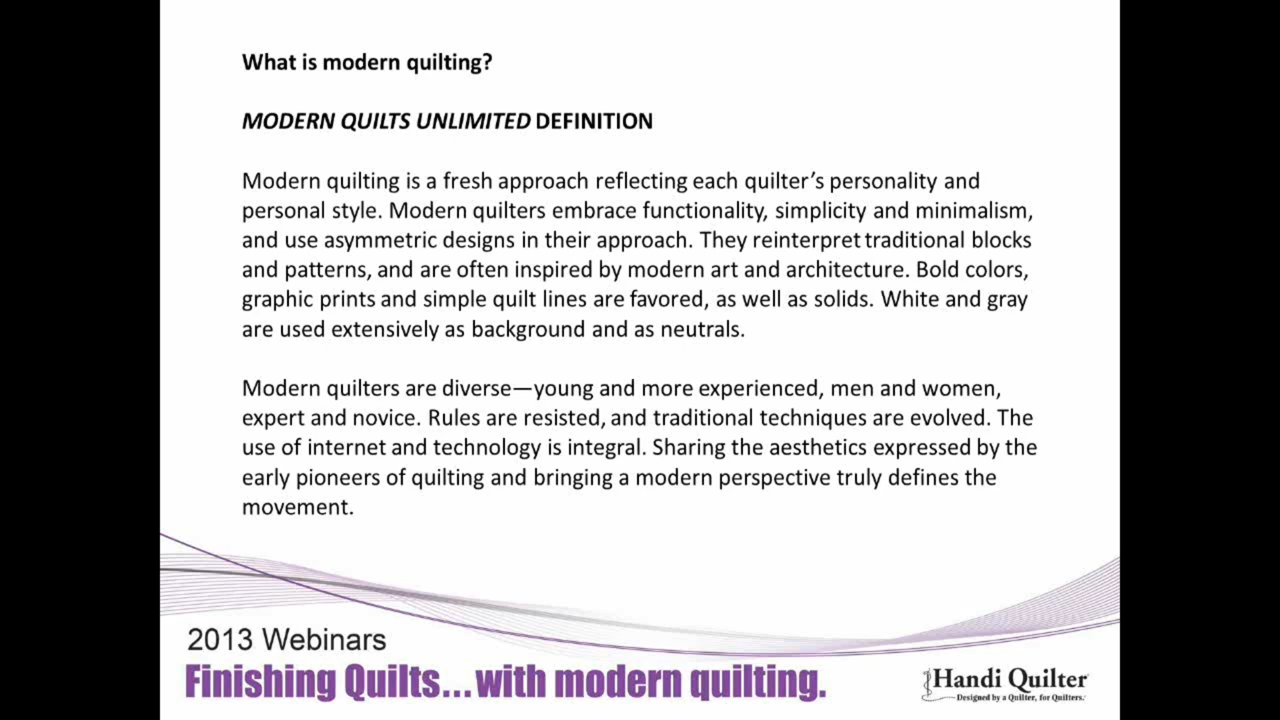 What is modern quilting?
MODERN QUILTS UNLIMITED DEFINITION
Modern quilting is a fresh approach reflecting each quilter’s personality and
personal style. Modern quilters embrace functionality, simplicity and minimalism,
and use asymmetric designs in their approach. They reinterpret traditional blocks
and patterns, and are often inspired by modern art and architecture. Bold colors,
graphic prints and simple quilt lines are favored, as well as solids. White and gray
are used extensively as background and as neutrals.
Modern quilters are diverse—young and more experienced, men and women,
expert and novice. Rules are resisted, and traditional techniques are evolved. The
use of internet and technology is integral. Sharing the aesthetics expressed by the
early pioneers of quilting and bringing a modern perspective truly defines the
movement.
2013 Webinars
Finishing Quilts...with modern quilting.
Handi Quilter
Designed by a Quilter, for Quilters.